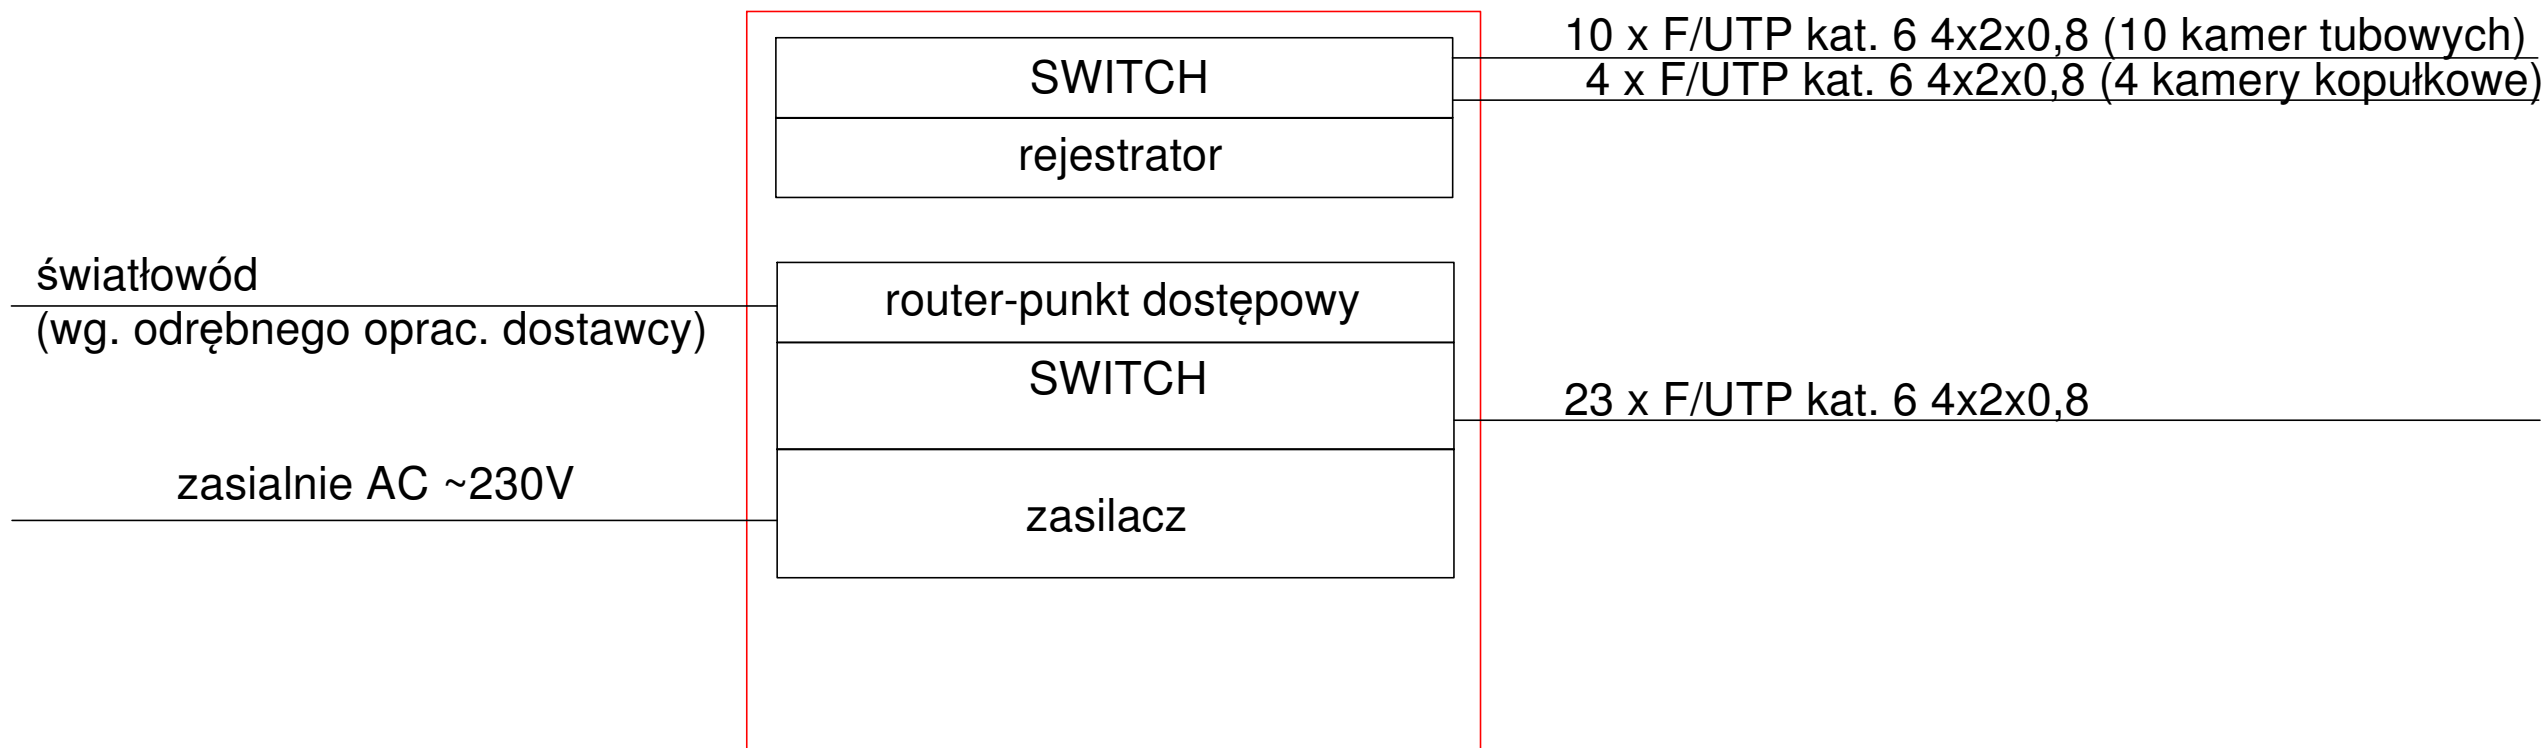 10 x F/UTP kat. 6 4x2x0,8 (10 kamer tubowych)
SWITCH
4 x F/UTP kat. 6 4x2x0,8 (4 kamery kopułkowe)
rejestrator
światłowód
router-punkt dostępowy
(wg. odrębnego oprac. dostawcy)
SWITCH
23 x F/UTP kat. 6 4x2x0,8
zasialnie AC ~230V
zasilacz